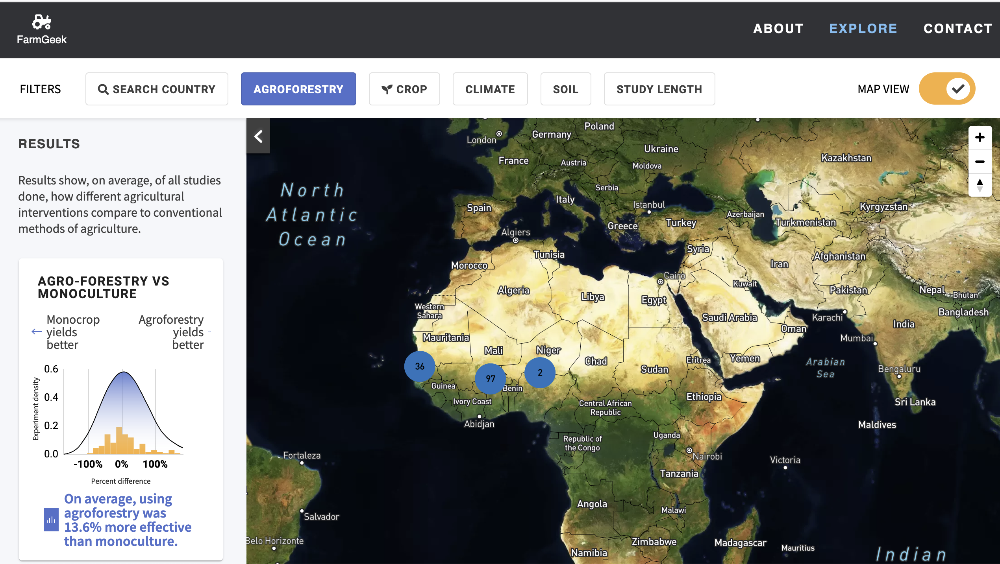 FarmGeek
ABOUT
EXPLORE
CONTACT
FILTERS
SEARCH COUNTRY
AGROFORESTRY
CROP
CLIMATE
SOIL
STUDY LENGTH
MAP VIEW
RESULTS
Results show, on average, of all studies
done, how different agricultural
interventions compare to conventional
methods of agriculture.
AGRO-FORESTRY VS
MONOCULTURE
Monocrop
yields
better
Agroforestry
yields
better
Experiment density
0.6
0.4
0.2
0.0
-100%
0%
100%
Percent difference
On average, using
agroforestry was
13.6% more effective
than monoculture.
Poland
Germany
London
Ukraine
Kazakhstan
France
Austria
Moldova
North
Atlantic
Ocean
Serbia
Italy
Spain
Istanbul
Kyrgyzstan
Azerbaijan
Turkmenistan
Greece
Turkey
Algiers
Syria
Tunisia
Afghanistan
Iran
Morocco
Cairo
Kuwait
Algeria
Pakistan
Nepal
Bhutan
Libya
Egypt
Western
Sahara
Bangladesh
Saudi Arabia
Karachi
India
Oman
Mauritania
Mumbai
Mali
Niger
Chad
Eritrea
Yemen
Arabian
Sea
36
97
2
Sudan
Bengaluru
Guinea
Benin
Ethiopia
Ivory Coast
Central African
Republic
Sri Lanka
Abidjan
Maldives
Uganda
Republic of
the Congo
Fortaleza
Nairobi
Victoria
Tanzania
Angola
Malawi
Salvador
Belo Horizonte
Zimbabwe
Madagascar
Mauritius
Namibia
Indian